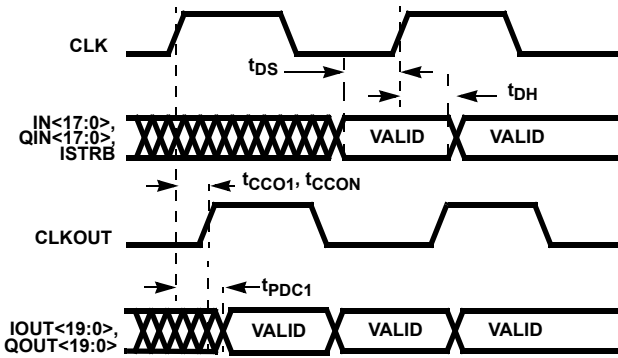 CLK
tDS
tDH
IN<17:0>,
QIN<17:0>,
ISTRB
VALID
VALID
tCCO1, tCCON
CLKOUT
tPDC1
IOUT<19:0>,
QOUT<19:0>
VALID
VALID
VALID